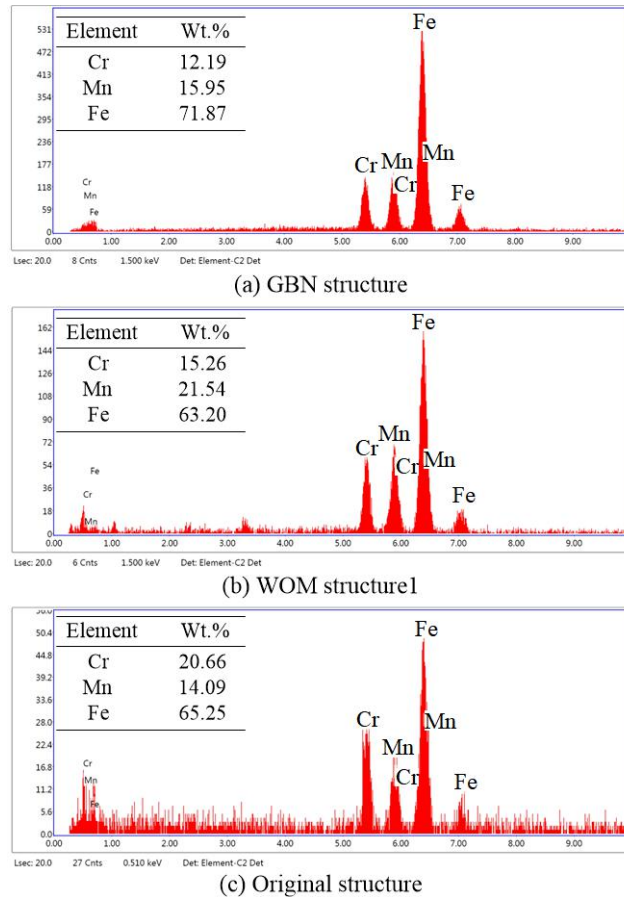 Element Wt.%
Cr 12.19
Mn 15.95
Fe 71.87
531
472
413
354
295
236
177
118
59
0
Fe
Cr
Mn
Cr
Mn
Fe
Cr
Mn
Fe
0.00 1.00 2.00 3.00 4.00 5.00 6.00 7.00 8.00 9.00
Lsec: 20.0 8 Cnts 1.500 keV Det: Element-C2 Det
(a) GBN structure
Element Wt.%
Cr 15.26
Mn 21.54
Fe 63.20
162
144
126
108
90
72
54
36
18
0
Fe
Cr
Mn
Cr
Mn
Fe
Fe
Cr
Mn
0.00 1.00 2.00 3.00 4.00 5.00 6.00 7.00 8.00 9.00
Lsec: 20.0 6 Cnts 1.500 keV Det: Element-C2 Det
(b) WOM structure1
Element Wt.%
Cr 20.66
Mn 14.09
Fe 65.25
50.4
44.8
39.2
33.6
28.0
22.4
16.8
11.2
5.6
0.0
Fe
Cr
Mn
Cr
Mn
Fe
Cr
Mn
Fe
0.00 1.00 2.00 3.00 4.00 5.00 6.00 7.00 8.00 9.00
Lsec: 20.0 27 Cnts 0.510 keV Det: Element-C2 Det
(c) Original structure